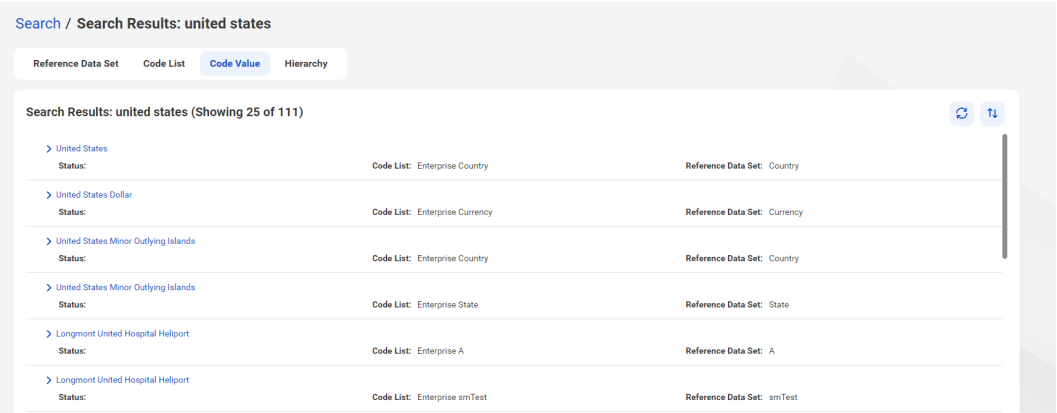 Search / Search Results: united states
Reference Data Set Code List Code Value Hierarchy
Search Results: united states (Showing 25 of 111)
United States
Status: Code List: Enterprise Country Reference Data Set: Country
United States Dollar
Status: Code List: Enterprise Currency Reference Data Set: Currency
United States Minor Outlying Islands
Status: Code List: Enterprise Country Reference Data Set: Country
United States Minor Outlying Islands
Status: Code List: Enterprise State Reference Data Set: State
Longmont United Hospital Heliport
Status: Code List: Enterprise A Reference Data Set: A
Longmont United Hospital Heliport
Status: Code List: Enterprise smTest Reference Data Set: smTest